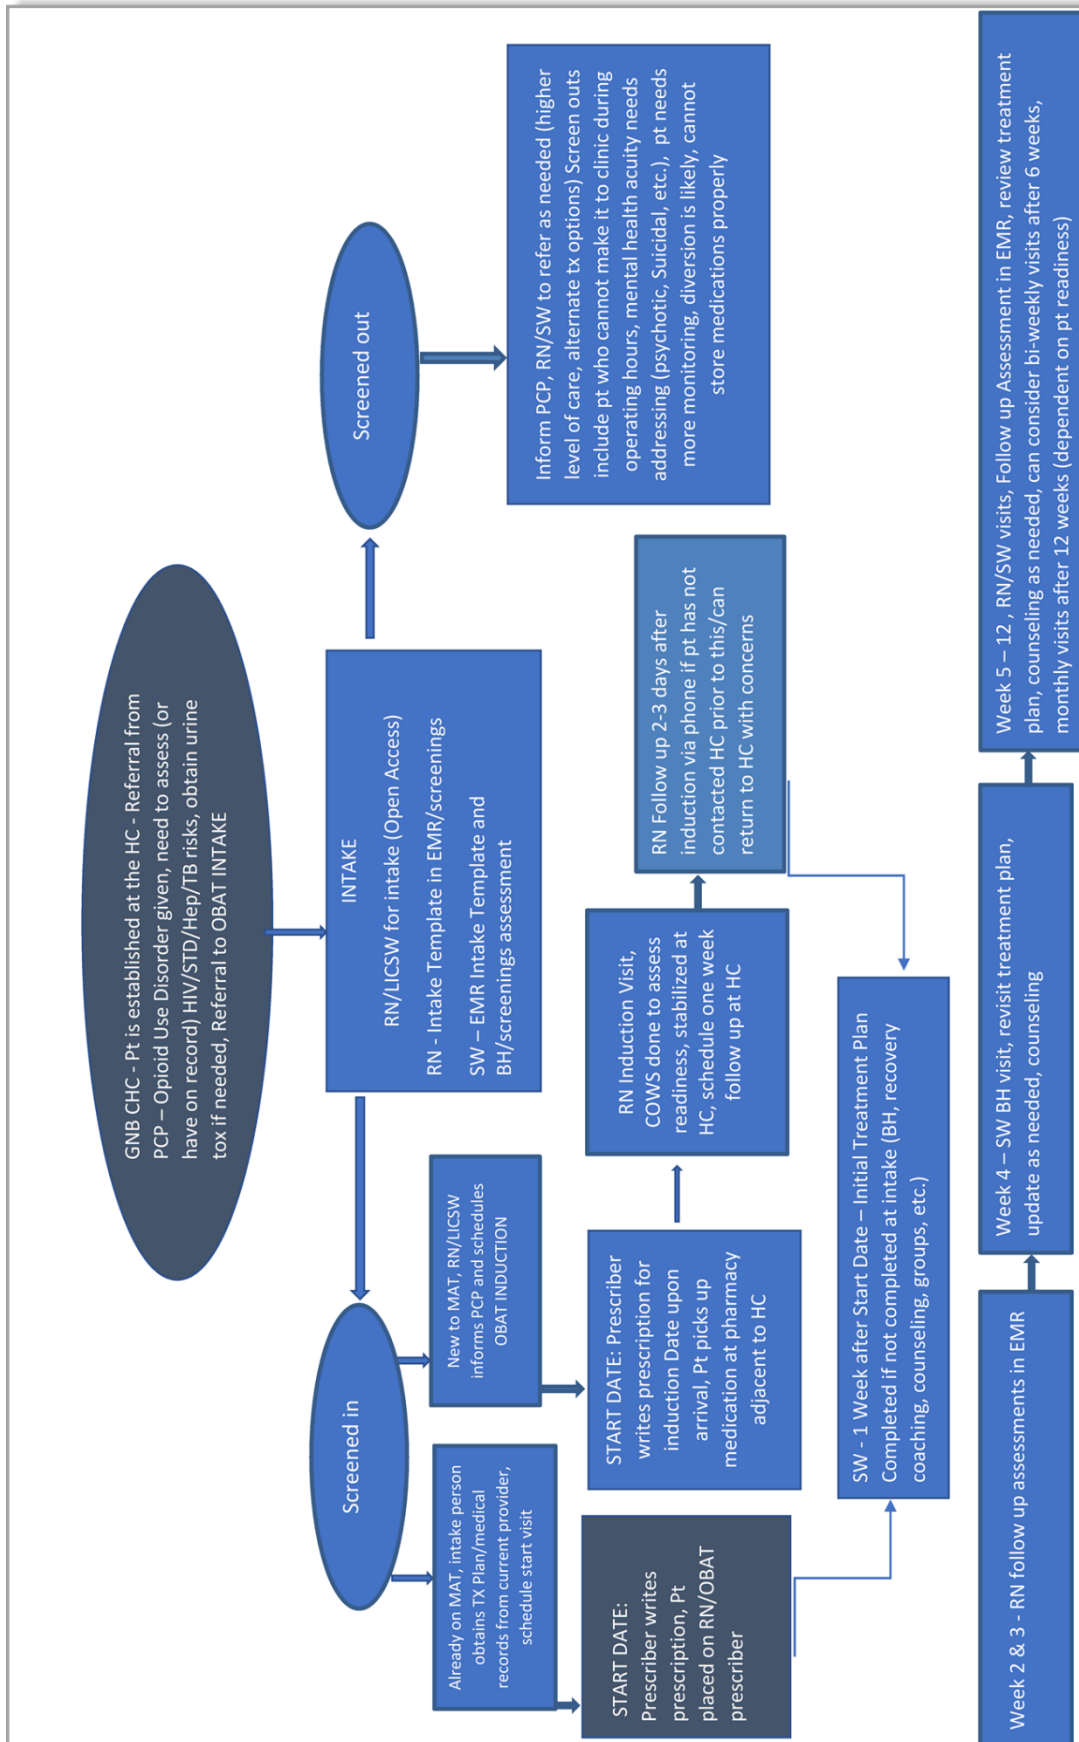 GNB CHC - Pt is established at the HC - Referral from
PCP – Opioid Use Disorder given, need to assess (or
have on record) HIV/STD/Hep/TB risks, obtain urine
tox if needed, Referral to OBAT INTAKE
INTAKE
RN/LICSW for intake (Open Access)
RN - Intake Template in EMR/screenings
SW – EMR Intake Template and
BH/screenings assessment
Screened in
Screened out
Already on MAT, intake person
obtains TX Plan/medical
records from current provider,
schedule start visit
New to MAT, RN/LICSW
informs PCP and schedules
OBAT INDUCTION
Inform PCP, RN/SW to refer as needed (higher
level of care, alternate tx options) Screen outs
include pt who cannot make it to clinic during
operating hours, mental health acuity needs
addressing (psychotic, Suicidal, etc.), pt needs
more monitoring, diversion is likely, cannot
store medications properly
START DATE:
Prescriber writes
prescription, Pt
placed on RN/OBAT
prescriber
START DATE: Prescriber
writes prescription for
induction Date upon
arrival, Pt picks up
medication at pharmacy
adjacent to HC
RN Induction Visit,
COWS done to assess
readiness, stabilized at
HC, schedule one week
follow up at HC
RN Follow up 2-3 days after
induction via phone if pt has not
contacted HC prior to this/can
return to HC with concerns
SW - 1 Week after Start Date – Initial Treatment Plan
Completed if not completed at intake (BH, recovery
coaching, counseling, groups, etc.)
Week 2 & 3 - RN follow up assessments in EMR
Week 4 – SW BH visit, revisit treatment plan,
update as needed, counseling
Week 5 – 12 , RN/SW visits, Follow up Assessment in EMR, review treatment
plan, counseling as needed, can consider bi-weekly visits after 6 weeks,
monthly visits after 12 weeks (dependent on pt readiness)